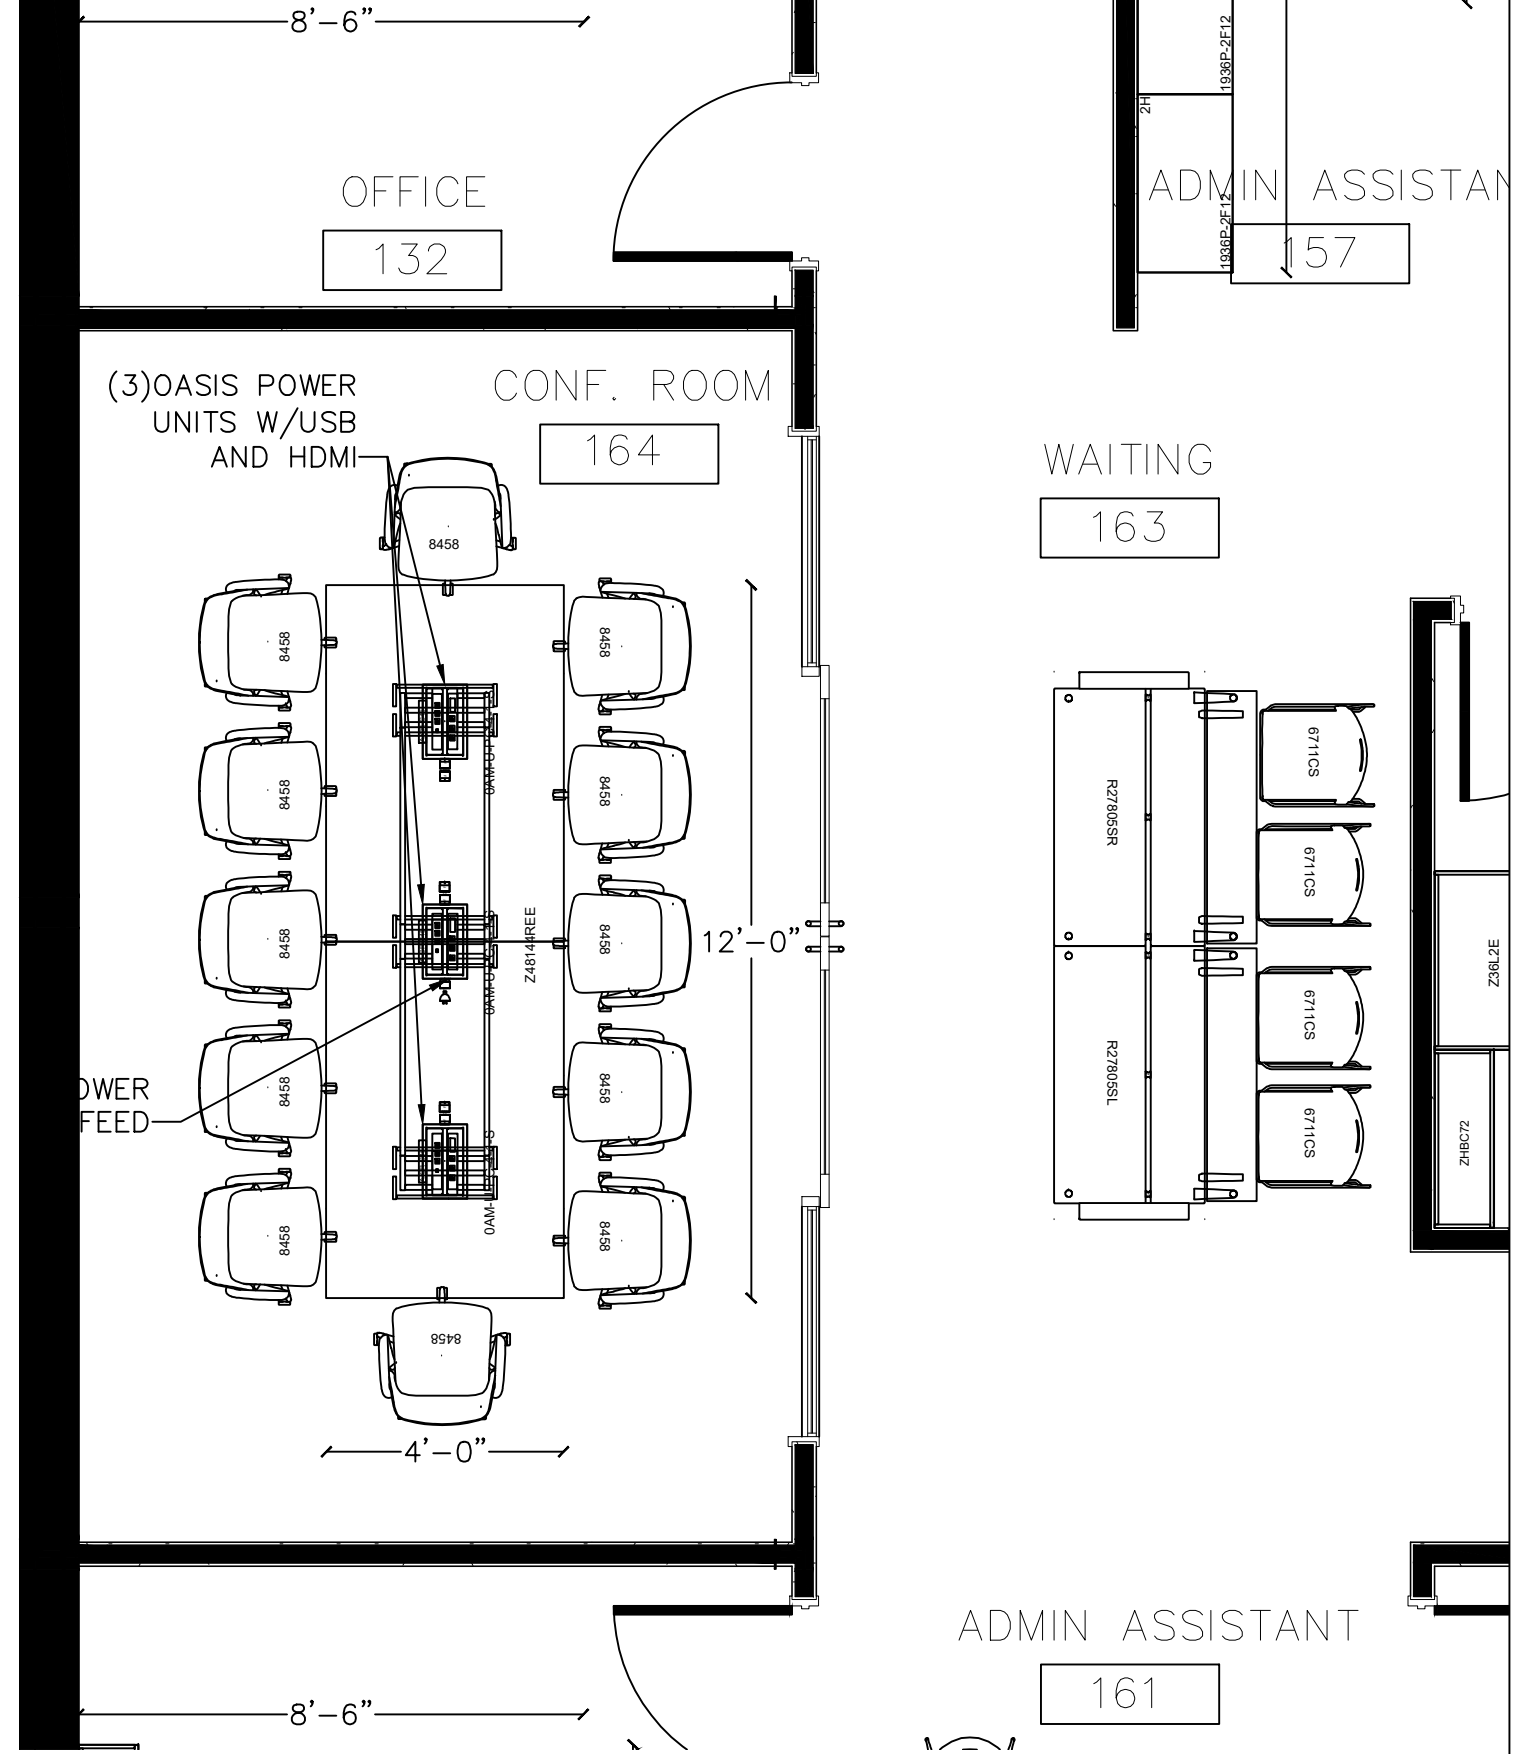 8'-6"
1936P-2F12
2H
OFFICE
132
ADMIN ASSISTAN
1936P-2F12
157
(3)OASIS POWER
UNITS W/USB
AND HDMI
CONF. ROOM
164
WAITING
163
8458
8458
8458
8458
8458
8458
8458
8458
8458
8458
8458
8458
Z48144REE
12'-0"
OWER
FEED
4'-0"
R27805SR
R27805SL
6711CS
6711CS
6711CS
6711CS
Z36L2E
ZHBC72
ADMIN ASSISTANT
161
8'-6"